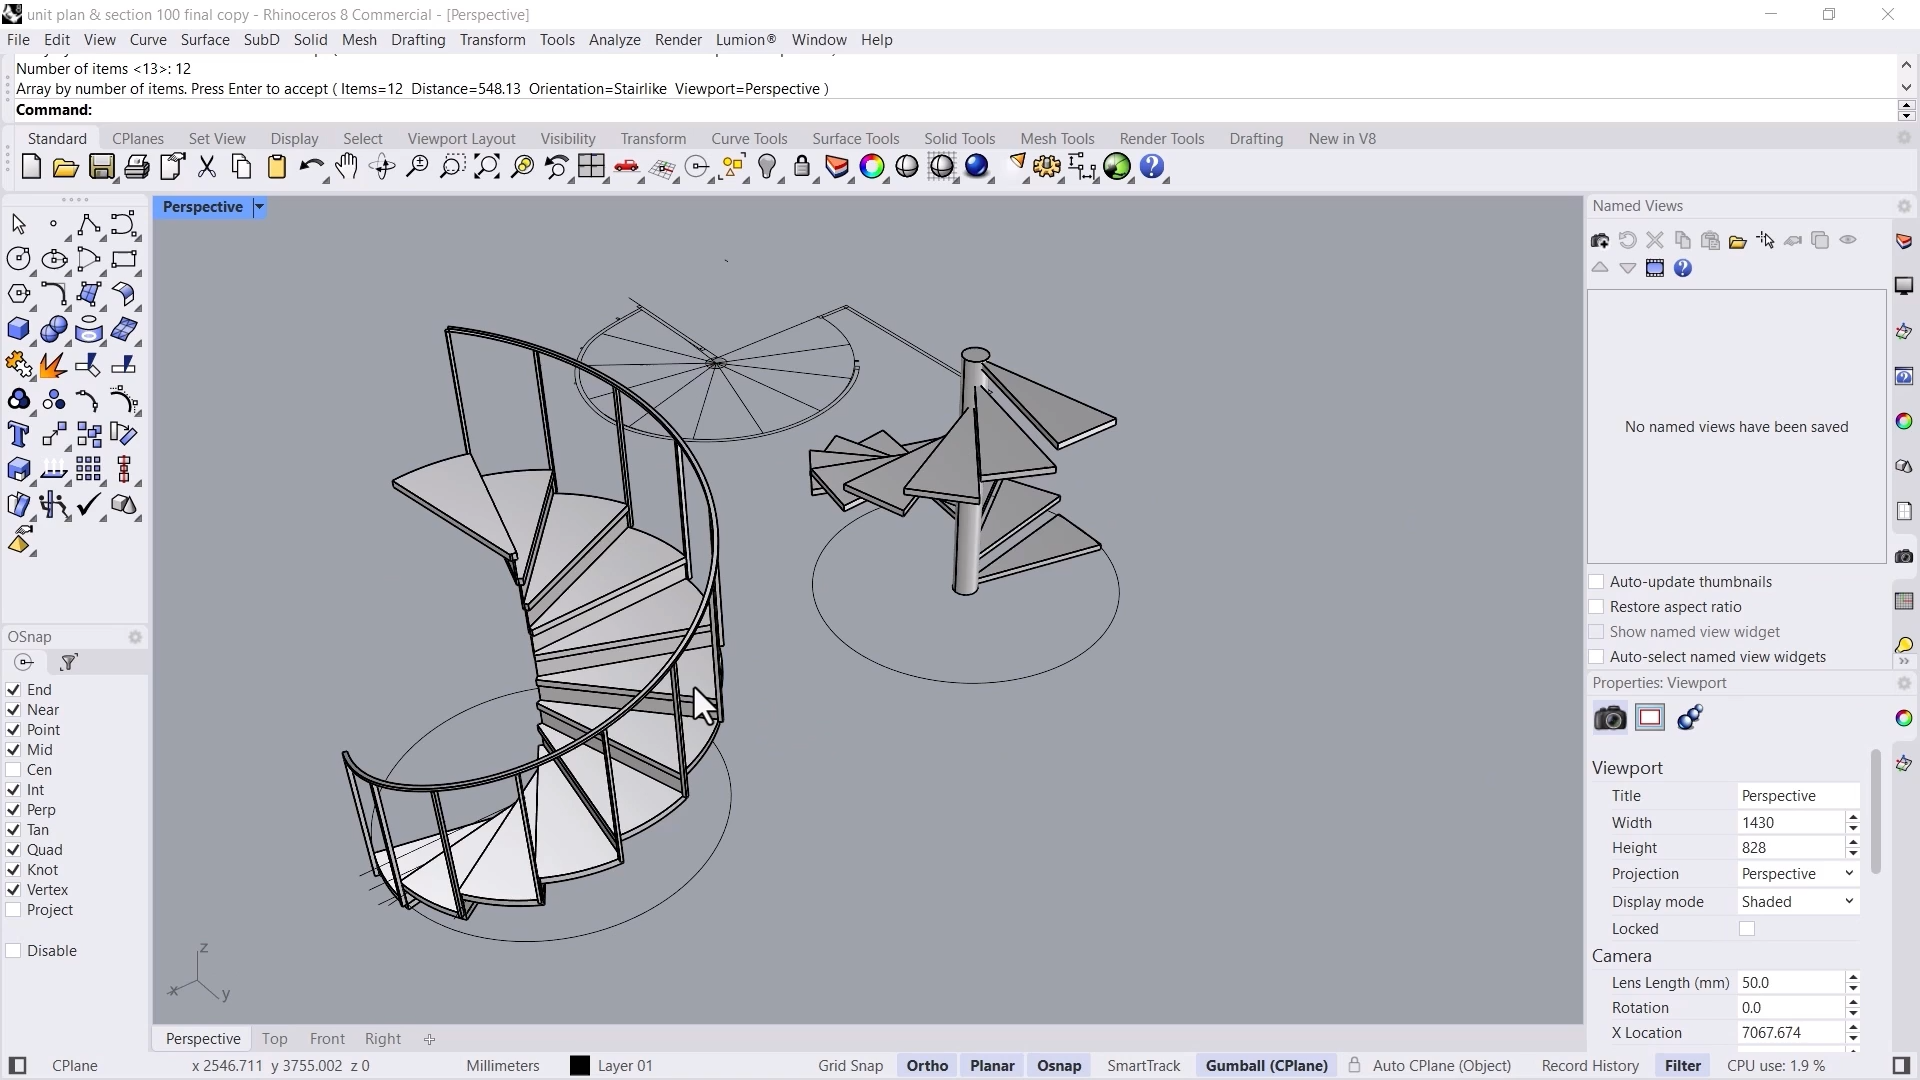 unit plan & section 100 final copy - Rhinoceros 8 Commercial - [Perspective]
File Edit View Curve Surface SubD Solid Mesh Drafting Transform Tools Analyze Render Lumion® Window Help
Number of items <13>: 12
Array by number of items. Press Enter to accept ( Items=12 Distance=548.13 Orientation=Stairlike Viewport=Perspective )
Command:
Standard CPlanes Set View Display Select Viewport Layout Visibility Transform Curve Tools Surface Tools Solid Tools Mesh Tools Render Tools Drafting New in V8
Perspective
Named Views
No named views have been saved
Auto-update thumbnails
Restore aspect ratio
Show named view widget
Auto-select named view widgets
OSnap
End
Near
Point
Mid
Cen
Int
Perp
Tan
Quad
Knot
Vertex
Project
Disable
Properties: Viewport
Viewport
Title Perspective
Width 1430
Height 828
Projection Perspective
Display mode Shaded
Locked
Camera
Lens Length (mm) 50.0
Rotation 0.0
X Location 7067.674
z
x
y
Perspective Top Front Right
CPlane x 2546.711 y 3755.002 z 0 Millimeters Layer 01 Grid Snap Ortho Planar Osnap SmartTrack Gumball (CPlane) Auto CPlane (Object) Record History Filter CPU use: 1.9 %